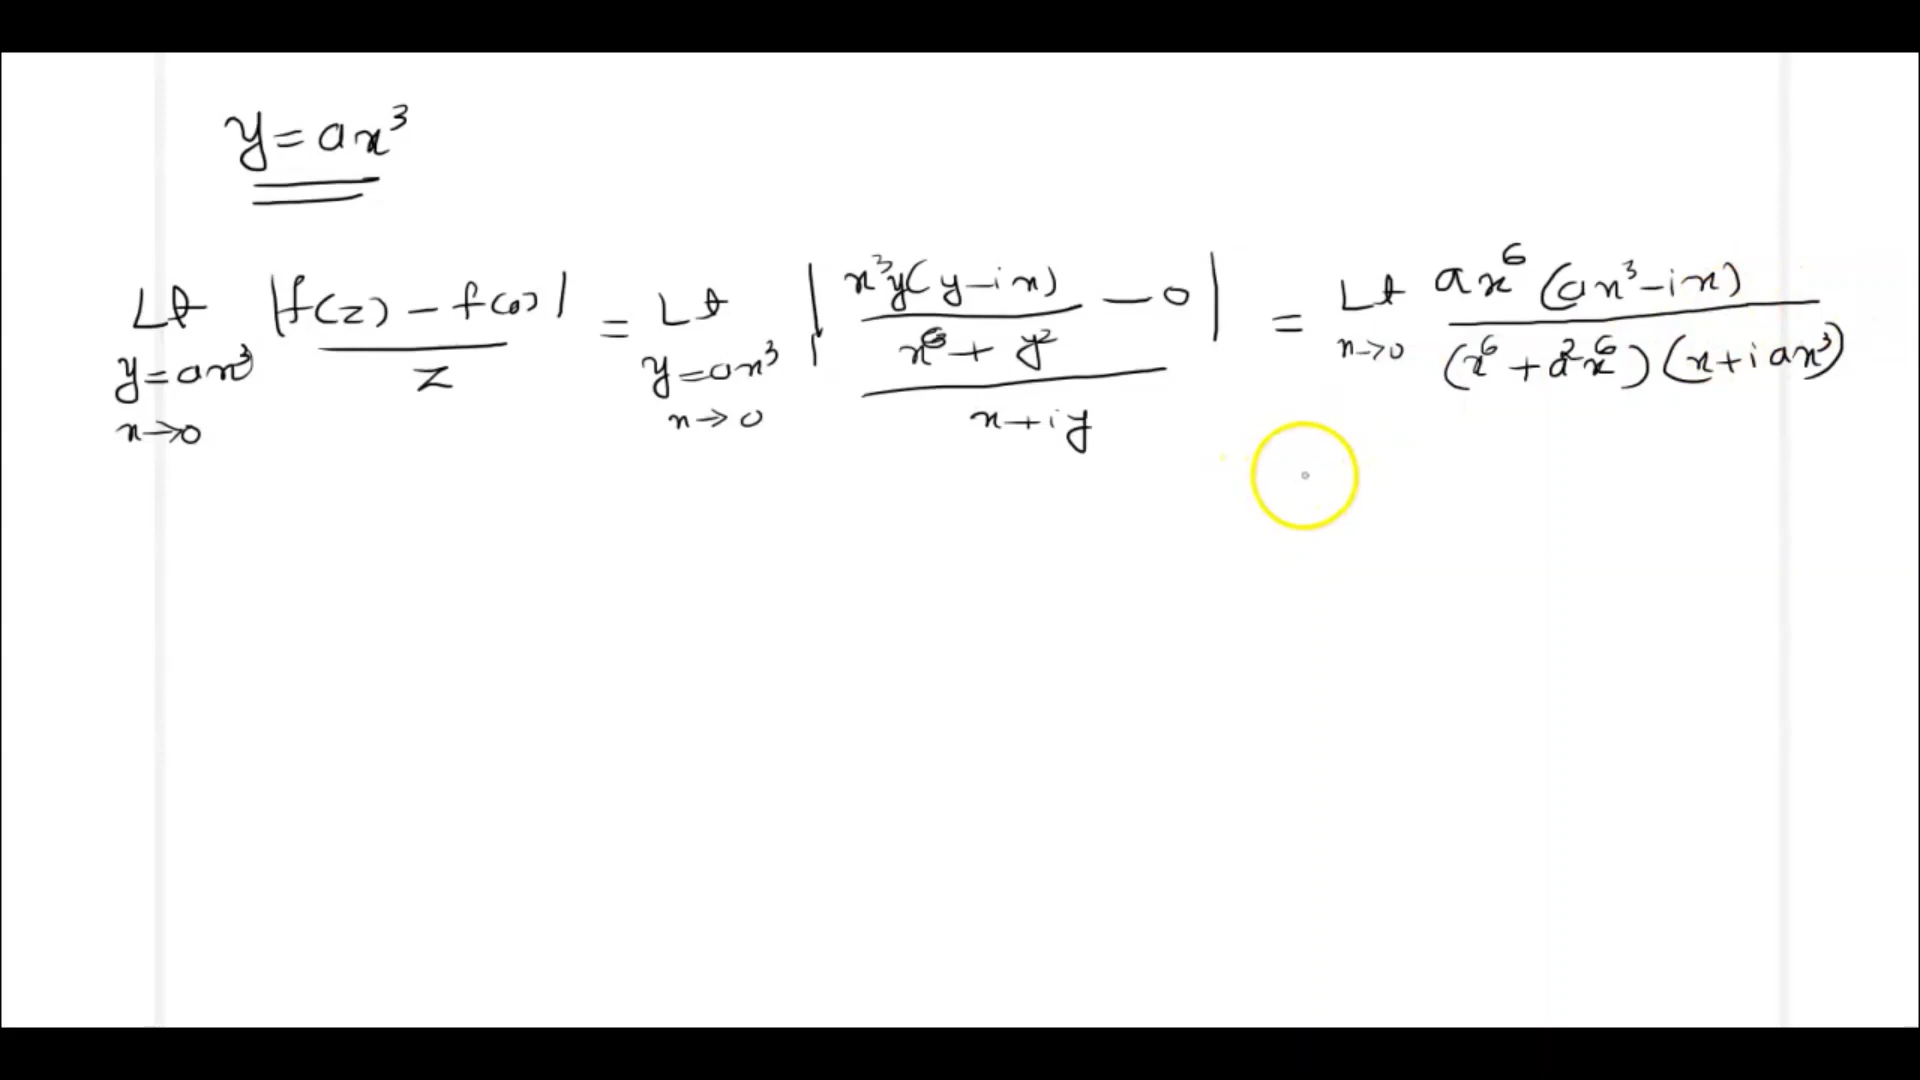 y = ax³
Lt y=ax³ x→0 |f(z) - f(0)| / z = Lt y=ax³ x→0 | x³y(y-ix) / x⁶ + y² - 0 | / x+iy = Lt x→0 ax⁶(ax³-ix) / (x⁶+a²x⁶)(x+iax³)